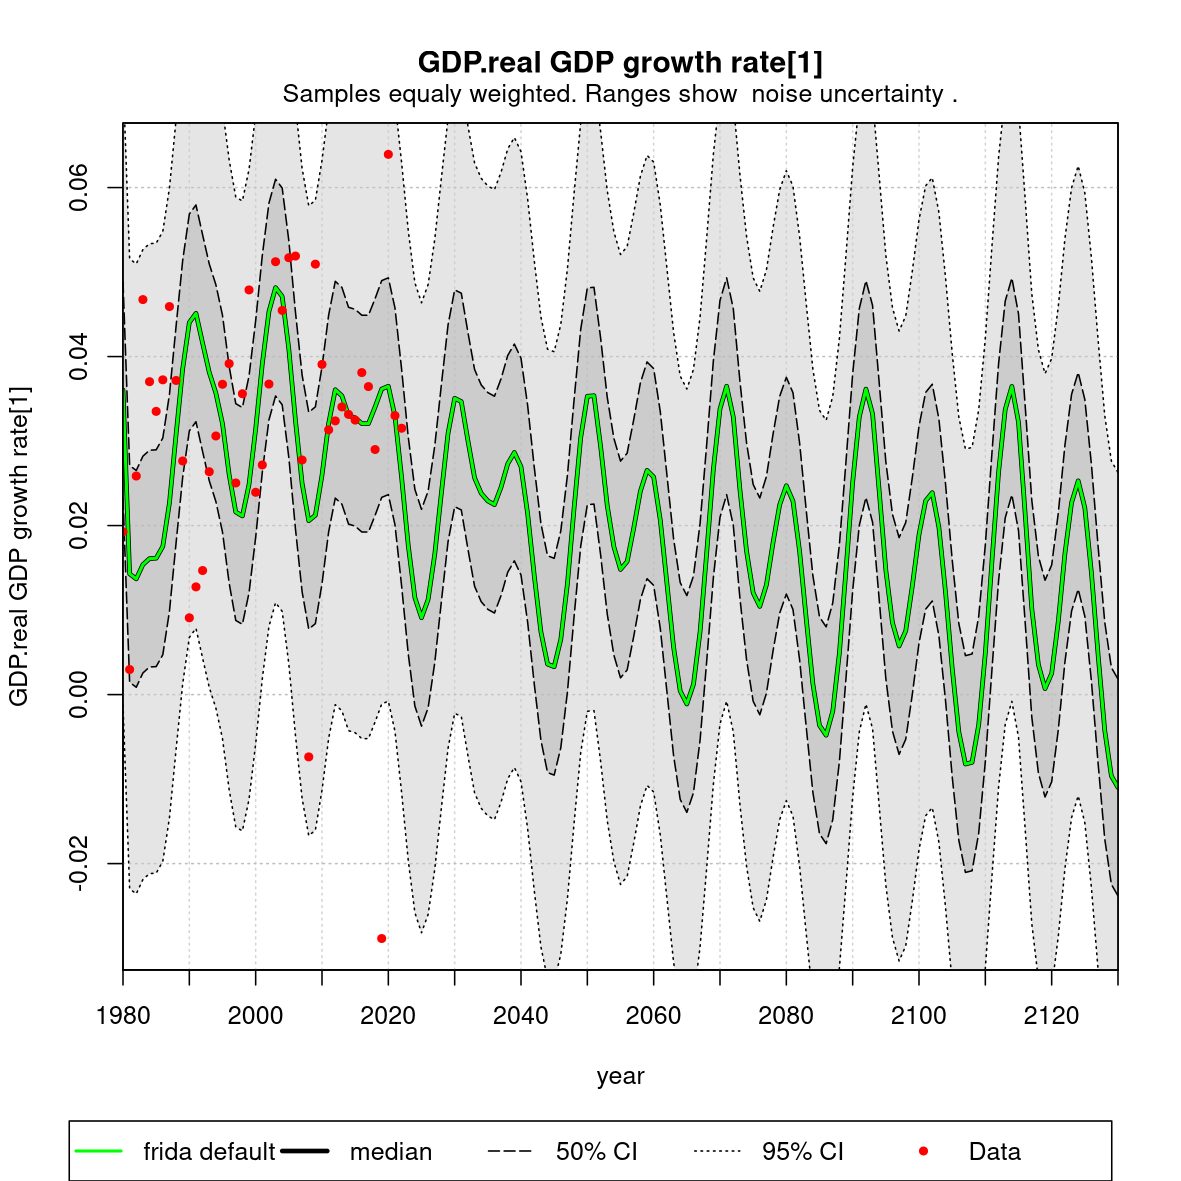 GDP.real GDP growth rate[1]
Samples equaly weighted. Ranges show  noise uncertainty .
GDP.real GDP growth rate[1]
0.06
0.04
0.02
0.00
-0.02
1980 2000 2020 2040 2060 2080 2100 2120
year
frida default median 50% CI 95% CI Data